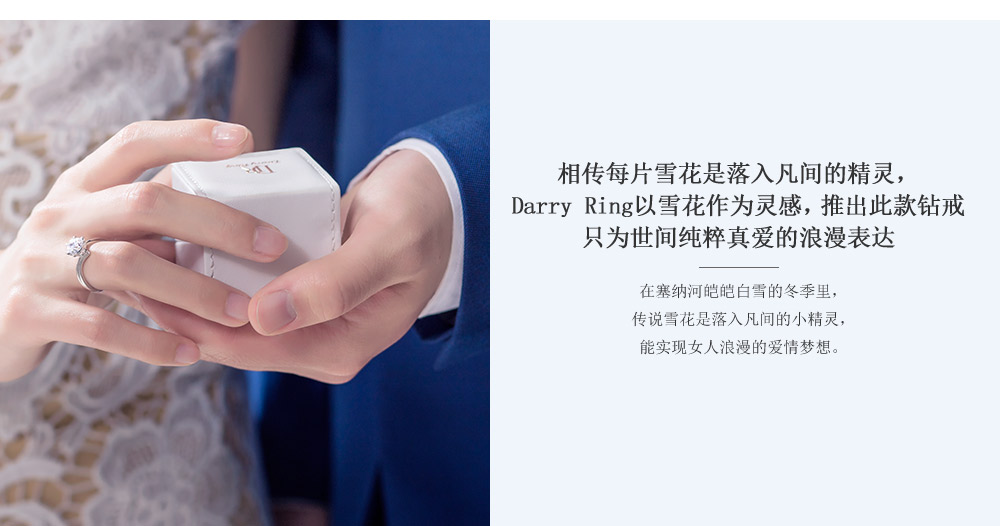 相传每片雪花是落入凡间的精灵，
Darry Ring以雪花作为灵感，推出此款钻戒
只为世间纯粹真爱的浪漫表达
在塞纳河皑皑白雪的冬季里，
传说雪花是落入凡间的小精灵，
能实现女人浪漫的爱情梦想。